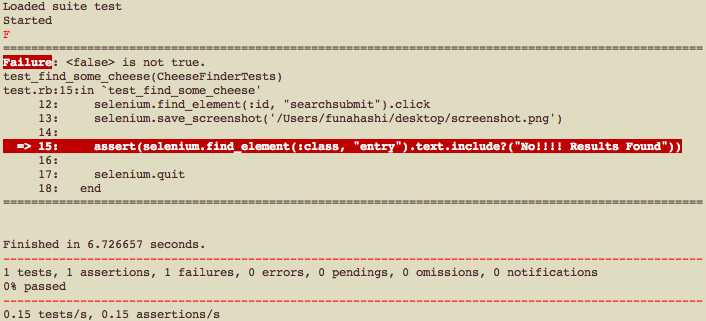 Loaded suite test
Started
F
===========================================================================================
Failure: <false> is not true.
test_find_some_cheese(CheeseFinderTests)
test.rb:15:in `test_find_some_cheese'
     12:     selenium.find_element(:id, "searchsubmit").click
     13:     selenium.save_screenshot('/Users/funahashi/desktop/screenshot.png')
     14:
  => 15:     assert(selenium.find_element(:class, "entry").text.include?("No!!!! Results Found"))
     16:
     17:     selenium.quit
     18:   end
===========================================================================================
Finished in 6.726657 seconds.
-------------------------------------------------------------------------------------------
1 tests, 1 assertions, 1 failures, 0 errors, 0 pendings, 0 omissions, 0 notifications
0% passed
-------------------------------------------------------------------------------------------
0.15 tests/s, 0.15 assertions/s